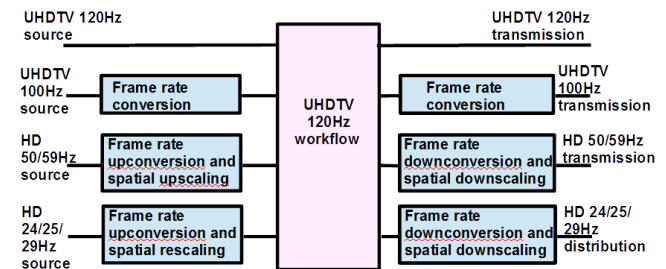 UHDTV 120Hz
source
UHDTV 120Hz
transmission
UHDTV
100Hz
source
Frame rate
conversion
UHDTV
120Hz
workflow
Frame rate
conversion
UHDTV
100Hz
transmission
HD
50/59Hz
source
Frame rate
upconversion and
spatial upscaling
Frame rate
downconversion and
spatial downscaling
HD 50/59Hz
transmission
HD
24/25/
29Hz
source
Frame rate
upconversion and
spatial rescaling
Frame rate
downconversion and
spatial downscaling
HD 24/25/
29Hz
distribution